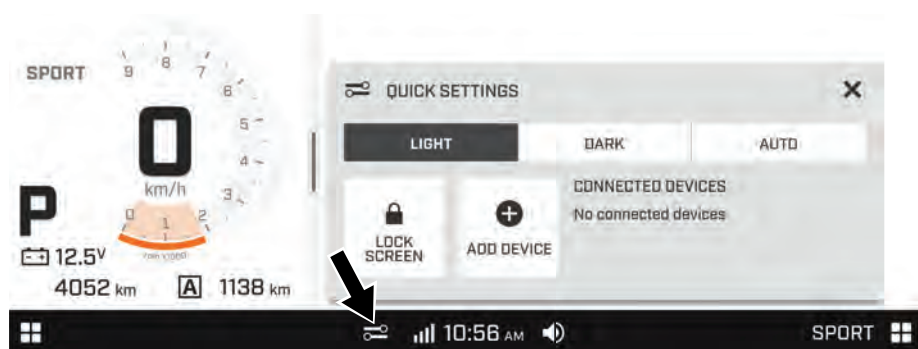 SPORT
9 8 7
6
5
4
3
0 1 2
0
km/h
P
12.5V
4052 km A 1138 km
QUICK SETTINGS
LIGHT DARK AUTO
LOCK
SCREEN
ADD DEVICE
CONNECTED DEVICES
No connected devices
10:56 AM
SPORT